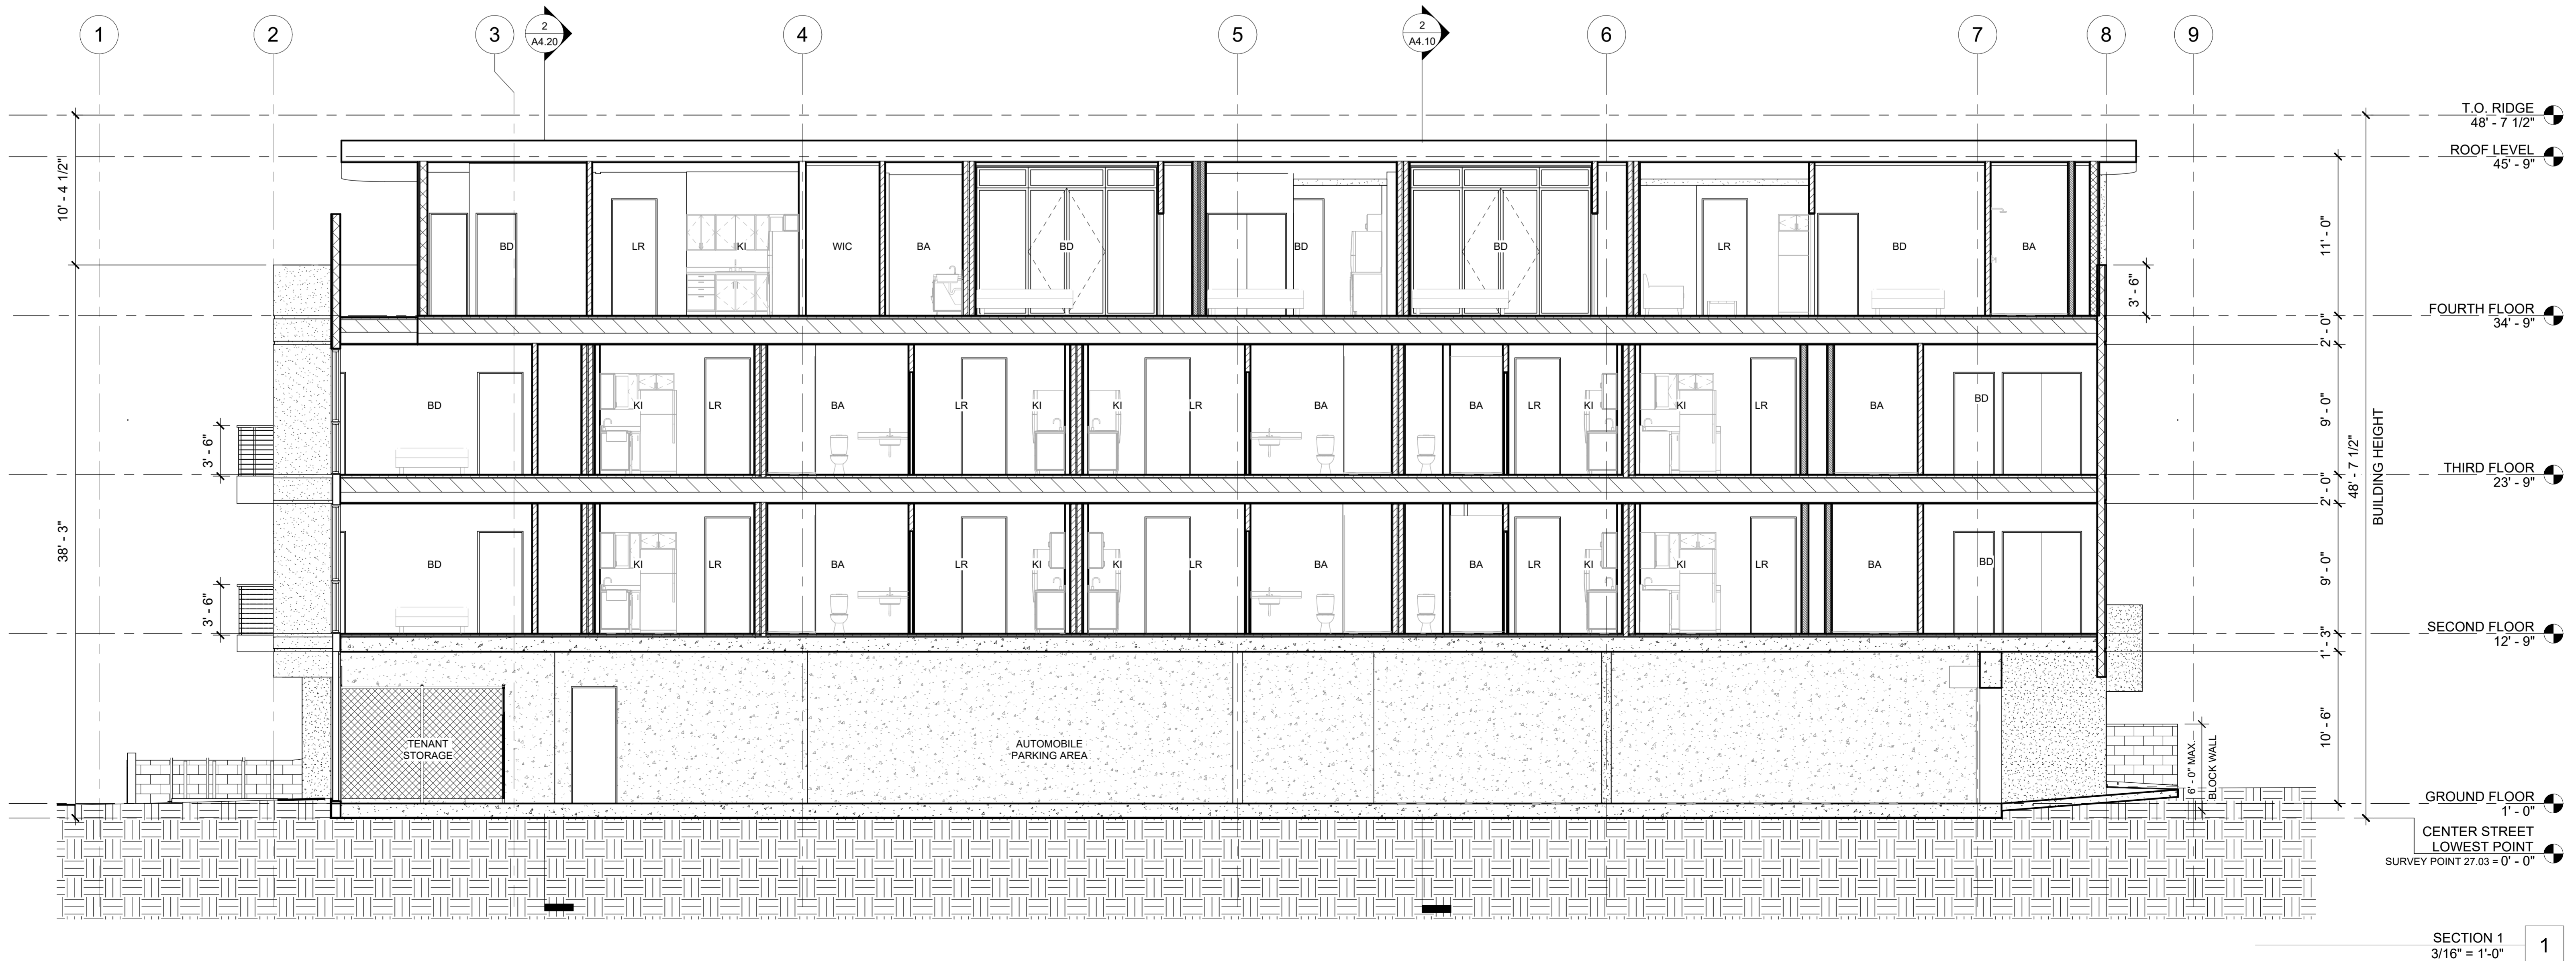 1
2
3
2
A4.20
4
5
2
A4.10
6
7
8
9
T.O. RIDGE
48' - 7 1/2"
ROOF LEVEL
45' - 9"
10' - 4 1/2"
BD
LR
KI
WIC
BA
BD
BD
BD
LR
BD
BA
11' - 0"
3' - 6"
FOURTH FLOOR
34' - 9"
2' - 0"
BD
KI
LR
BA
LR
KI
KI
LR
BA
BA
LR
KI
KI
LR
BA
BD
9' - 0"
3' - 6"
48' - 7 1/2"
BUILDING HEIGHT
THIRD FLOOR
23' - 9"
2' - 0"
38' - 3"
BD
KI
LR
BA
LR
KI
KI
LR
BA
BA
LR
KI
KI
LR
BA
BD
9' - 0"
3' - 6"
SECOND FLOOR
12' - 9"
1' - 3"
TENANT
STORAGE
AUTOMOBILE
PARKING AREA
10' - 6"
6' - 0" MAX.
BLOCK WALL
GROUND FLOOR
1' - 0"
CENTER STREET
LOWEST POINT
SURVEY POINT 27.03 = 0' - 0"
SECTION 1
3/16" = 1'-0"
1